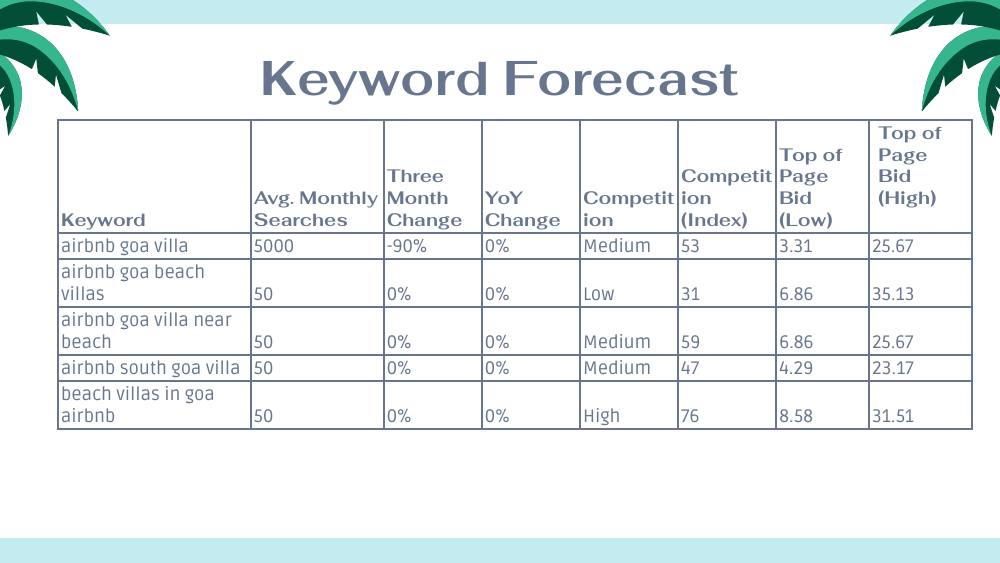 Keyword Forecast
Keyword
Avg. Monthly
Searches
Three
Month
Change
YoY
Change
Competit
ion
Competit
ion
(Index)
Top of
Page
Bid
(Low)
Top of
Page
Bid
(High)
airbnb goa villa 5000 -90% 0% Medium 53 3.31 25.67
airbnb goa beach
villas 50 0% 0% Low 31 6.86 35.13
airbnb goa villa near
beach 50 0% 0% Medium 59 6.86 25.67
airbnb south goa villa 50 0% 0% Medium 47 4.29 23.17
beach villas in goa
airbnb 50 0% 0% High 76 8.58 31.51